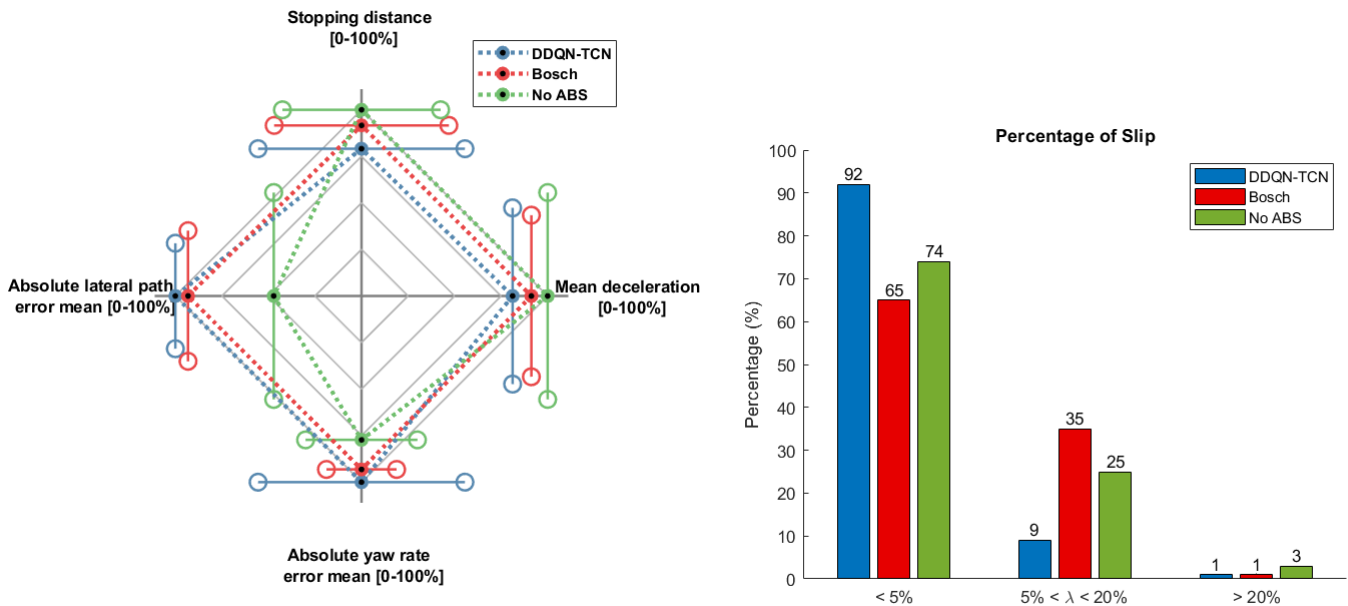 Stopping distance
[0-100%]
DDQN-TCN
Bosch
No ABS
Absolute lateral path
error mean [0-100%]
Mean deceleration
[0-100%]
Absolute yaw rate
error mean [0-100%]
Percentage of Slip
DDQN-TCN
Bosch
No ABS
Percentage (%)
100
90
80
70
60
50
40
30
20
10
0
92
65
74
9
35
25
1
1
3
< 5%
5% < λ < 20%
> 20%